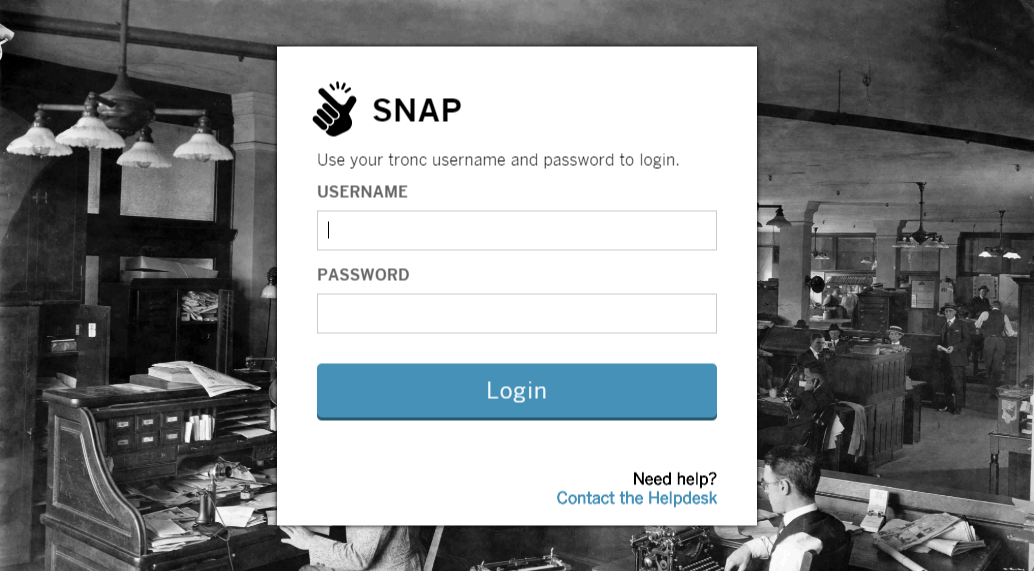 SNAP
Use your tronc username and password to login.
USERNAME
PASSWORD
Login
Need help?
Contact the Helpdesk